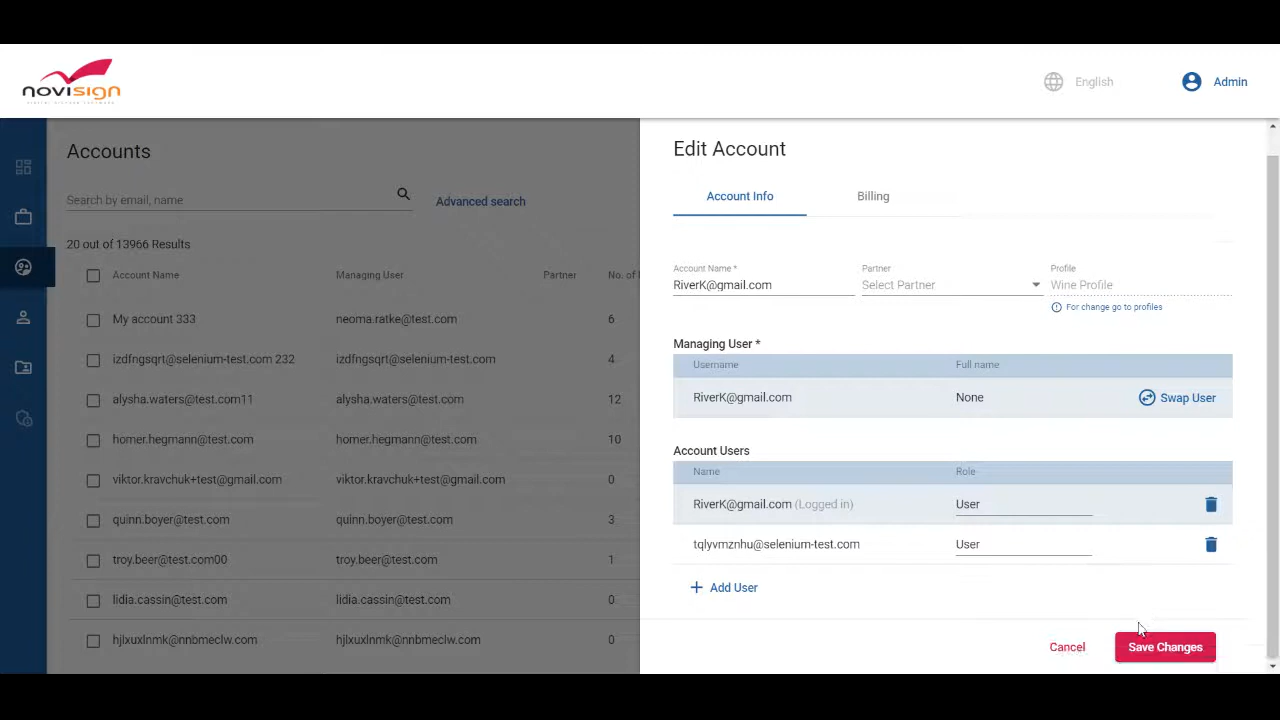 novisign
English
Admin
Accounts
Search by email, name
Advanced search
20 out of 13966 Results
Account Name Managing User Partner No. of
My account 333 neoma.ratke@test.com 6
izdfngsqrt@selenium-test.com 232 izdfngsqrt@selenium-test.com 4
alysha.waters@test.com11 alysha.waters@test.com 12
homer.hegmann@test.com homer.hegmann@test.com 10
viktor.kravchuk+test@gmail.com viktor.kravchuk+test@gmail.com 0
quinn.boyer@test.com quinn.boyer@test.com 3
troy.beer@test.com00 troy.beer@test.com 1
lidia.cassin@test.com lidia.cassin@test.com 0
hjlxuxlnmk@nnbmeclw.com hjlxuxlnmk@nnbmeclw.com 0
Edit Account
Account Info Billing
Account Name * Partner Profile
RiverK@gmail.com Select Partner Wine Profile
For change go to profiles
Managing User *
Username Full name
RiverK@gmail.com None Swap User
Account Users
Name Role
RiverK@gmail.com (Logged in) User
tqlyvmznhu@selenium-test.com User
+ Add User
Cancel Save Changes